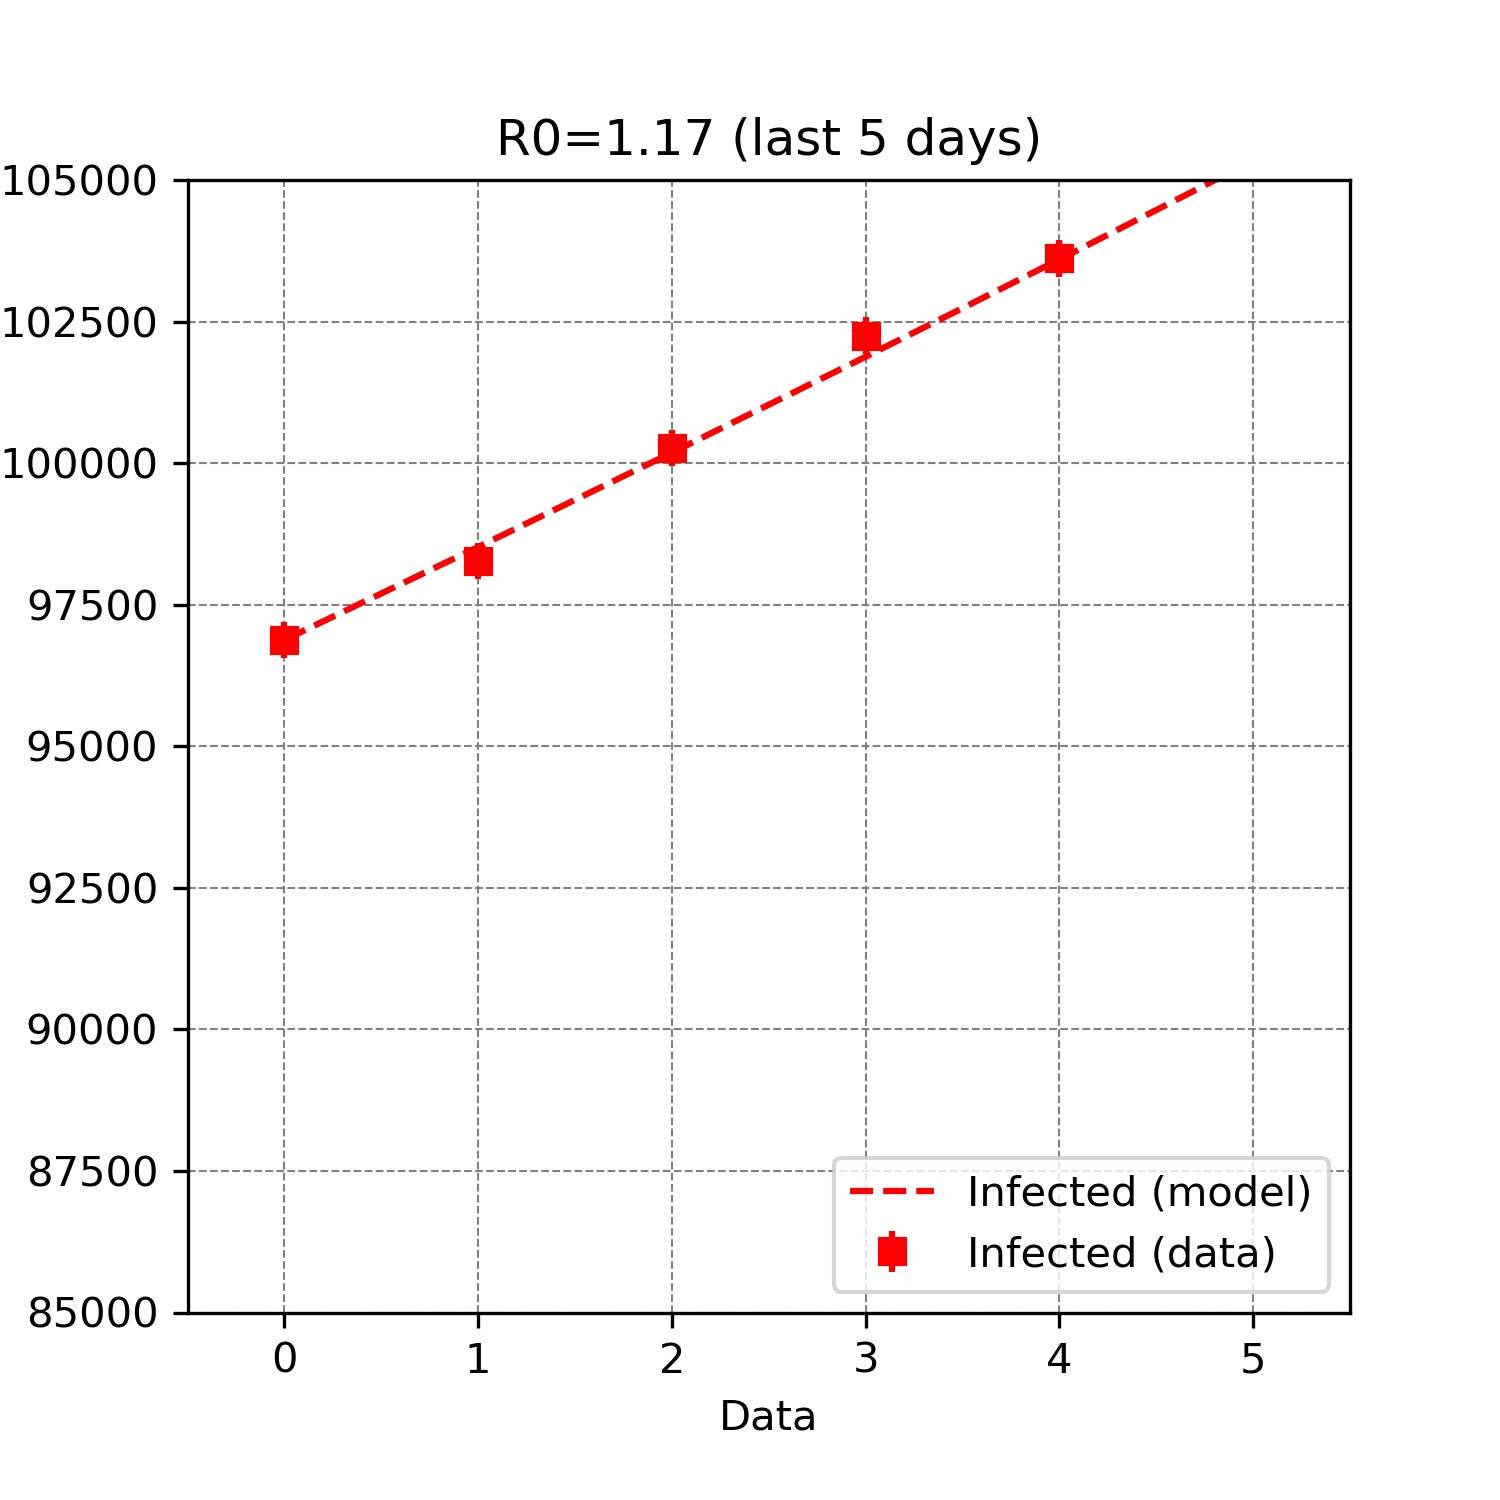 R0=1.17 (last 5 days)
105000
102500
100000
97500
95000
92500
90000
87500
85000
Infected (model)
Infected (data)
0 1 2 3 4 5
Data